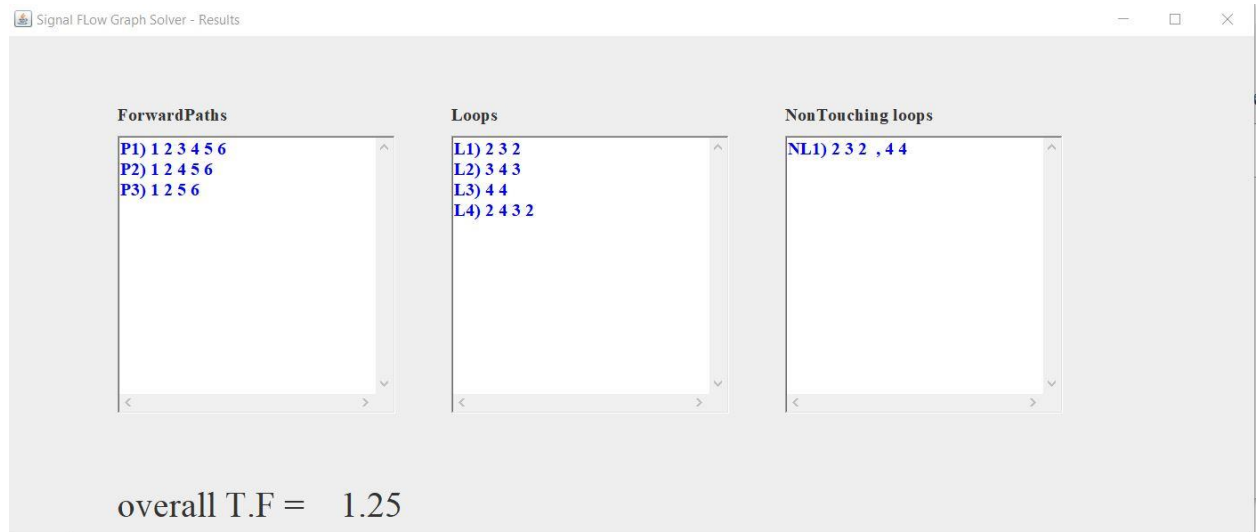 Signal FLow Graph Solver - Results
ForwardPaths
P1) 1 2 3 4 5 6
P2) 1 2 4 5 6
P3) 1 2 5 6
Loops
L1) 2 3 2
L2) 3 4 3
L3) 4 4
L4) 2 4 3 2
NonTouching loops
NL1) 2 3 2 , 4 4
overall T.F = 1.25